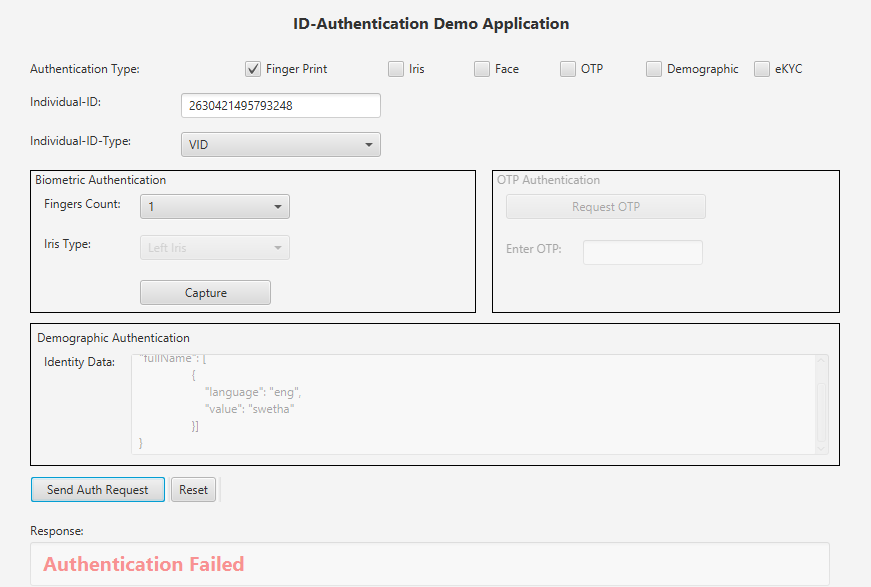 ID-Authentication Demo Application
Authentication Type: Finger Print Iris Face OTP Demographic eKYC
Individual-ID: 2630421495793248
Individual-ID-Type: VID
Biometric Authentication
Fingers Count: 1
Iris Type: Left Iris
Capture
OTP Authentication
Request OTP
Enter OTP:
Demographic Authentication
Identity Data:
"fullName": [
{
"language": "eng",
"value": "swetha"
}]
}
Send Auth Request Reset
Response:
Authentication Failed